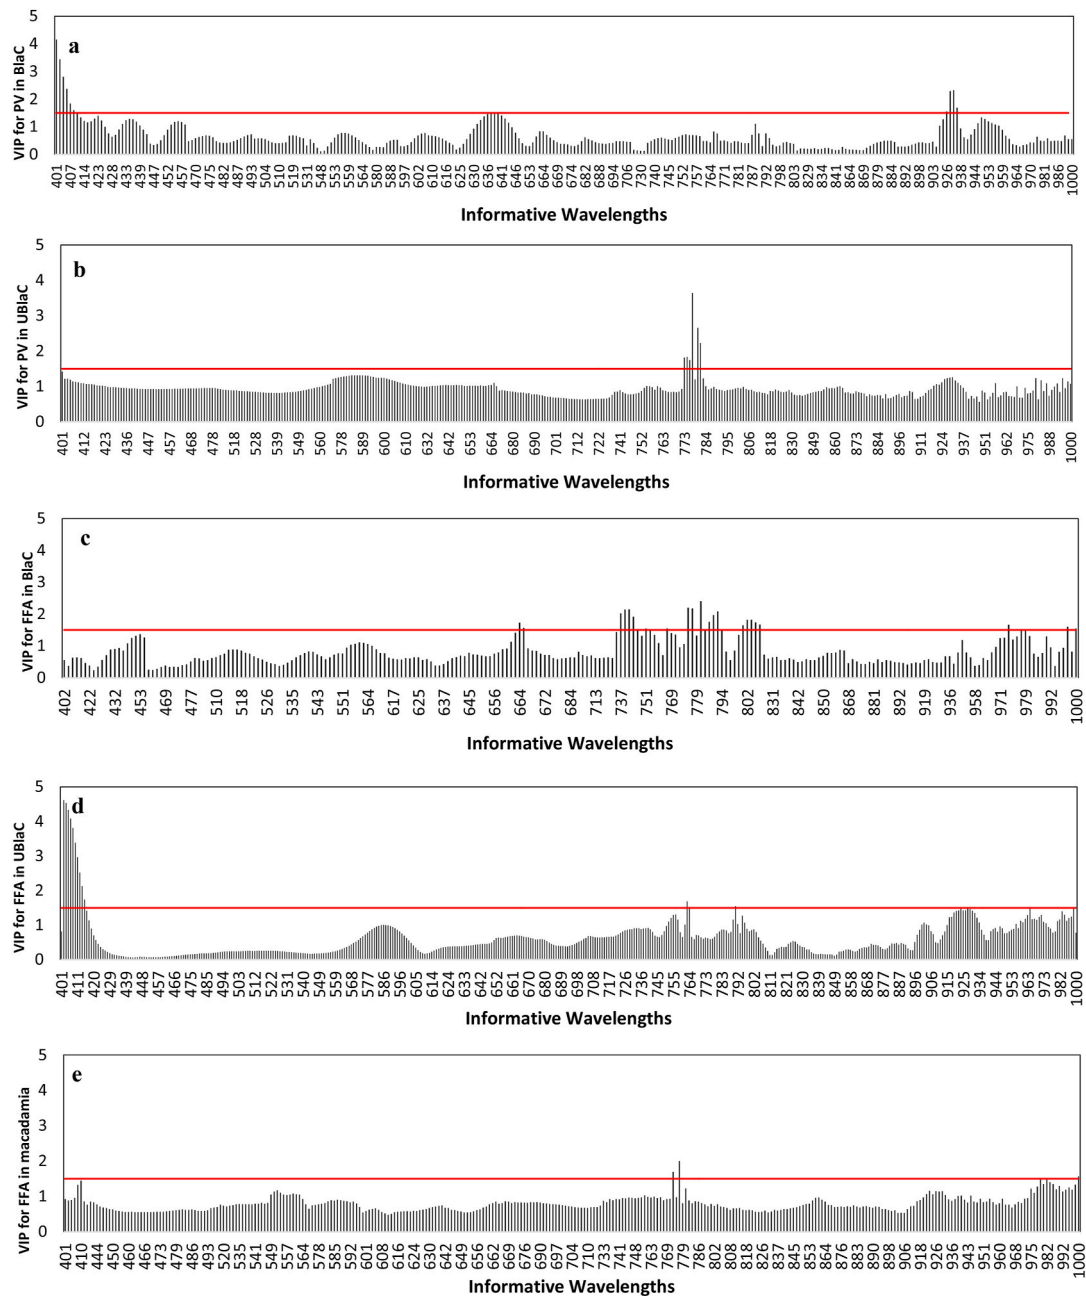 5
4
3
2
1
0
a
VIP for PV in BlaC
401 407 414 423 428 433 439 447 452 457 470 475 482 487 493 504 510 519 531 548 553 559 564 580 588 597 602 610 616 625 630 636 641 646 653 664 669 674 682 688 694 706 730 740 745 752 757 764 771 781 787 792 798 803 829 834 841 864 869 879 884 892 898 903 926 938 944 953 959 964 970 981 986 1000
Informative Wavelengths
5
4
3
2
1
0
b
VIP for PV in UBlaC
401 412 423 436 447 457 468 478 518 528 539 549 560 578 589 600 610 632 642 653 664 680 690 701 712 722 741 752 763 773 784 795 806 818 830 849 860 873 884 896 911 924 937 951 962 975 988 1000
Informative Wavelengths
5
4
3
2
1
0
c
VIP for FFA in BlaC
402 422 432 453 469 477 510 518 526 535 543 551 564 617 625 637 656 664 672 684 713 737 751 769 779 794 802 842 850 868 881 892 919 936 958 971 979 992 1000
Informative Wavelengths
5
4
3
2
1
0
d
VIP for FFA in UBlaC
401 411 420 429 439 448 457 466 475 485 494 503 512 522 531 540 549 559 568 577 586 596 605 614 624 633 642 652 661 670 680 689 698 708 717 726 736 745 755 764 773 783 792 802 811 821 830 840 849 858 868 877 887 896 906 915 925 934 944 953 963 973 982 1000
Informative Wavelengths
5
4
3
2
1
0
e
VIP for FFA in macadamia
401 410 444 450 460 466 473 479 486 493 520 535 541 549 557 564 578 585 592 601 607 616 624 630 642 649 656 662 669 676 690 697 704 710 733 741 748 763 769 779 792 802 808 818 826 837 845 853 864 876 883 890 898 906 918 926 936 943 951 960 968 975 982 992 1000
Informative Wavelengths